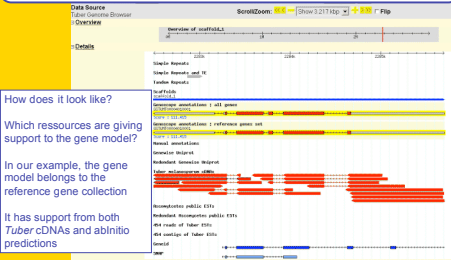 Data Source
Tuber Genome Browser
Scroll/Zoom: Show 3.217 kbp Flip
Overview
Overview of scaffold_1
Details
Simple Repeats
Simple Repeats and TE
Tandem Repeats
Scaffolds
scaffold_1
Genoscope annotations : all genes
Genoscope annotations : reference genes set
Manual annotations
Genewise Uniprot
Redundant Genewise Uniprot
Tuber melanosporum cDNAs
Ascomycotes public ESTs
Redundant Ascomycetes public ESTs
454 reads of Tuber ESTs
454 contigs of Tuber ESTs
Geneid
SNAP
How does it look like?
Which ressources are giving
support to the gene model?
In our example, the gene
model belongs to the
reference gene collection
It has support from both
Tuber cDNAs and abInitio
predictions